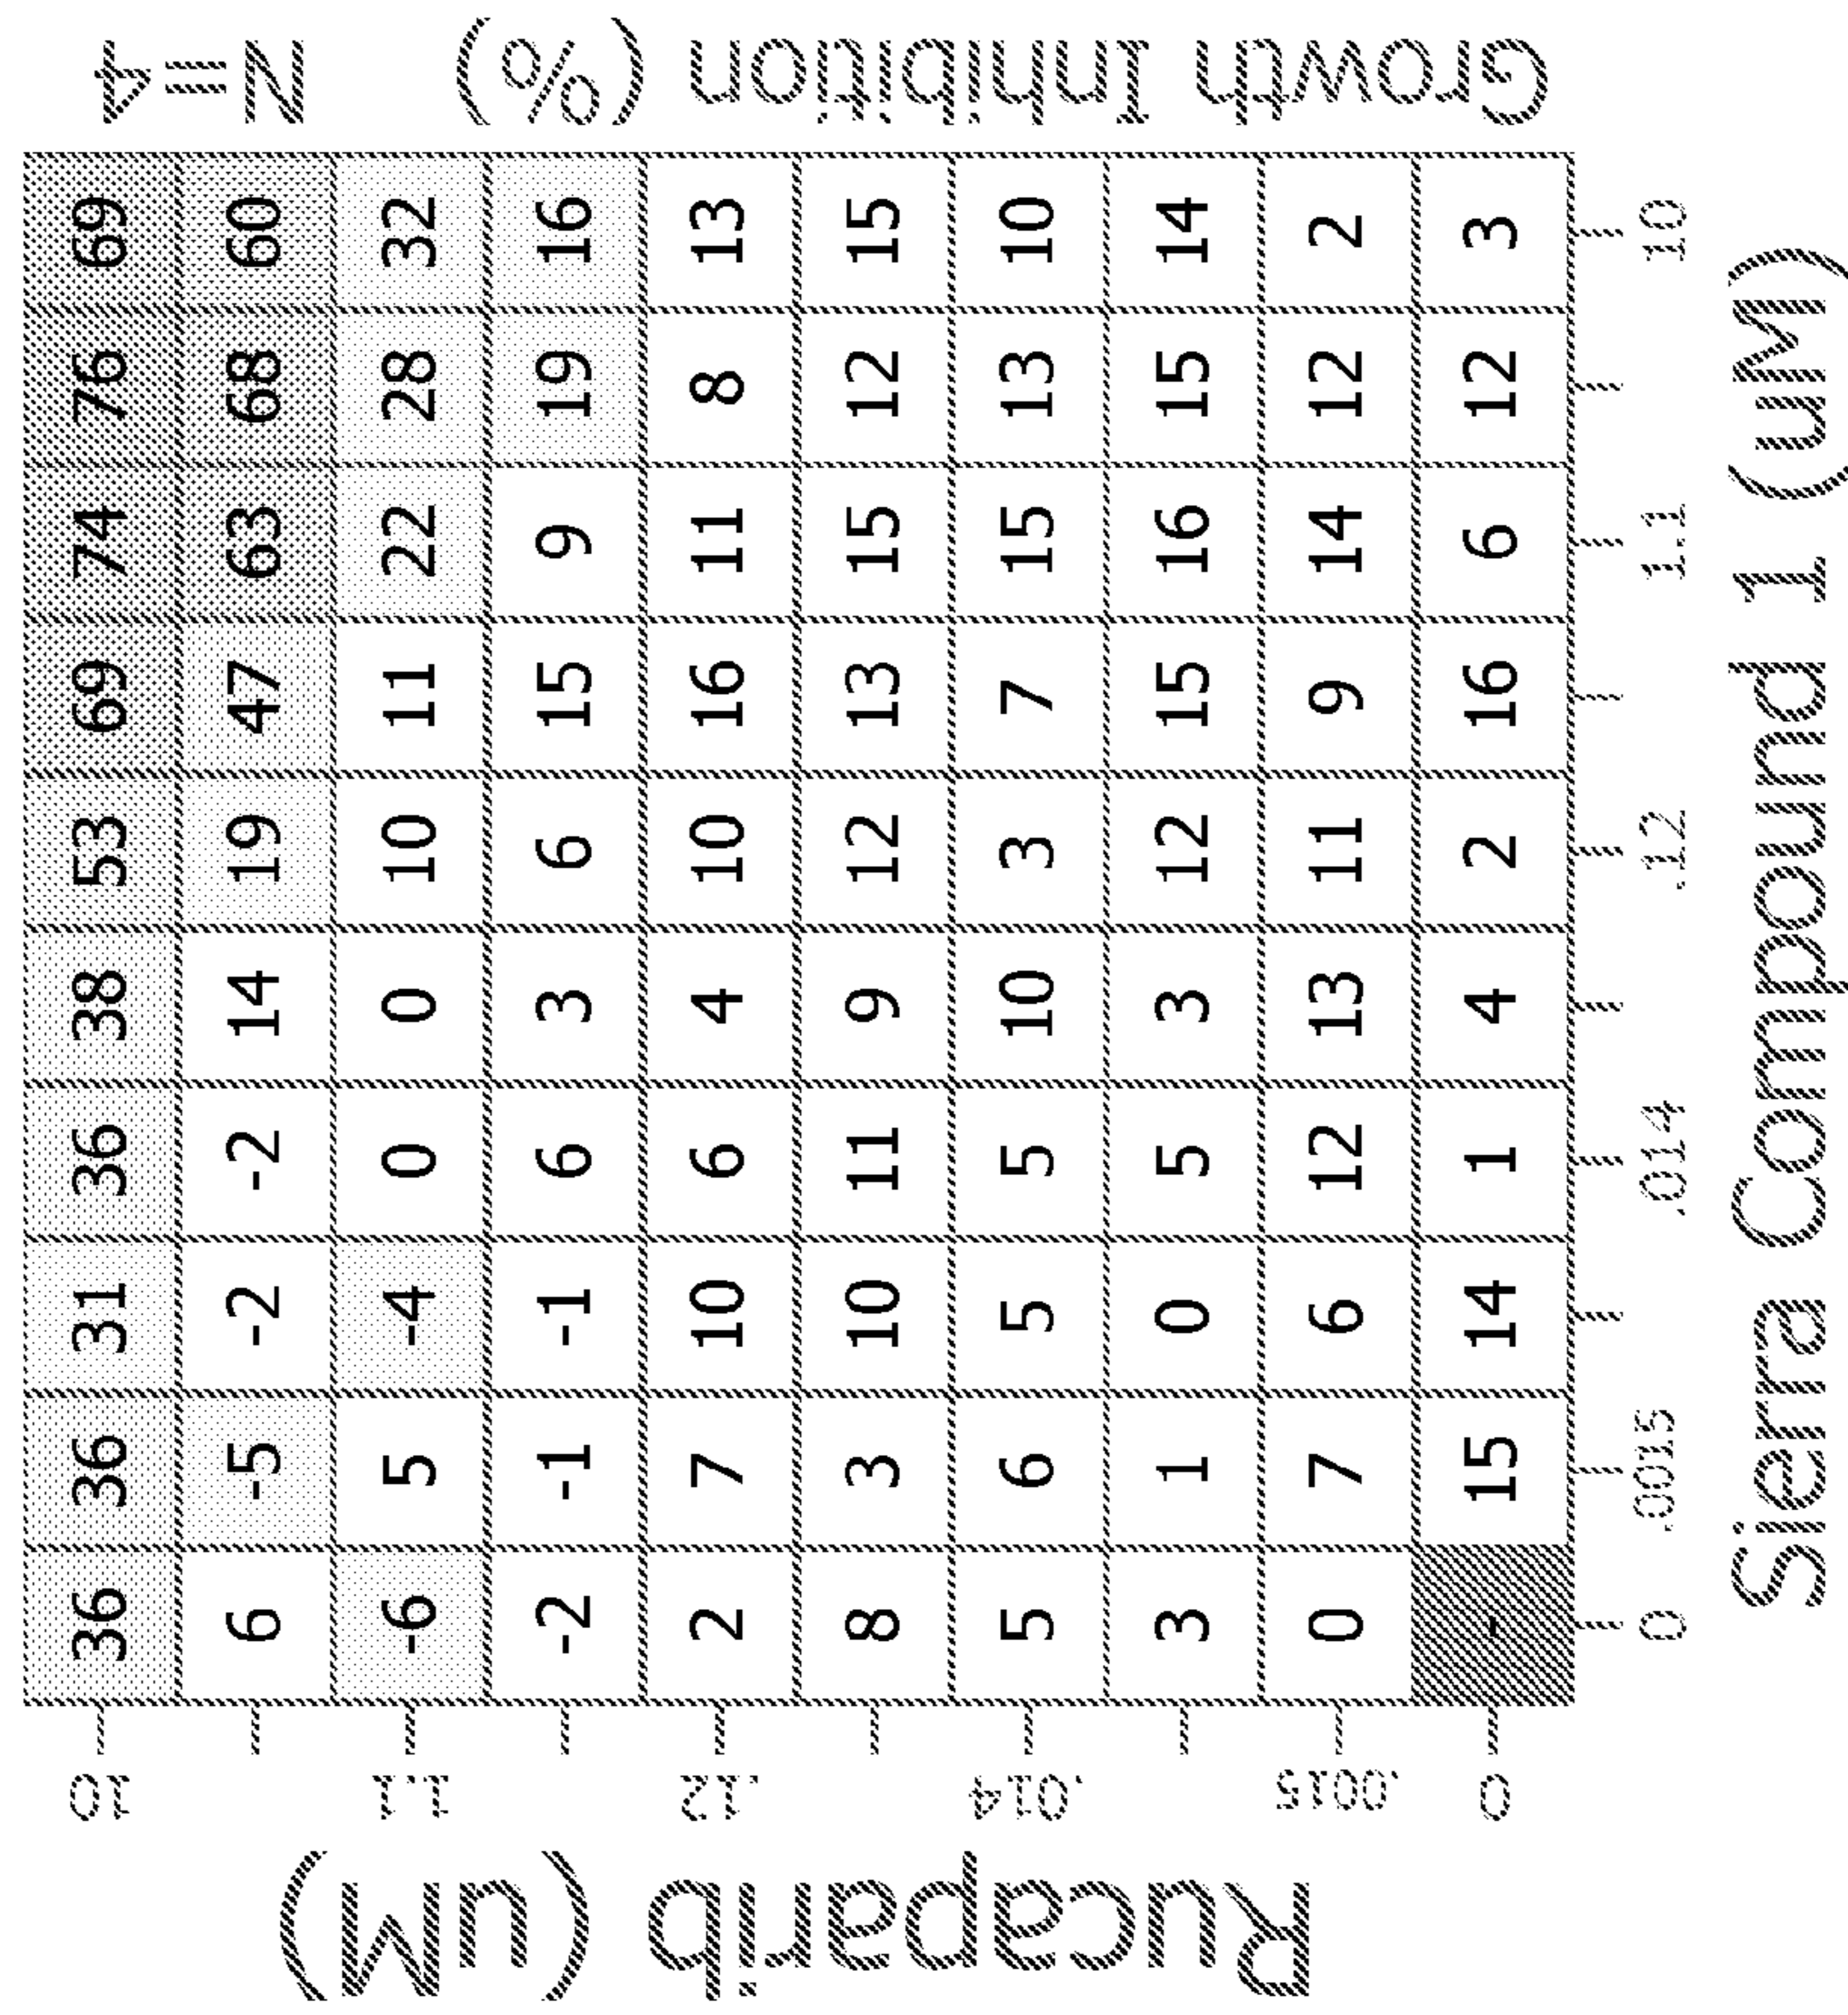 Rucaparib (uM)
10 36 36 31 36 38 53 69 74 76 69
6 -5 -2 -2 14 19 47 63 68 60
1.1 -6 5 -4 0 0 10 11 22 28 32
-2 -1 -1 6 3 6 15 9 19 16
.12 2 7 10 6 4 10 16 11 8 13
8 3 10 11 9 12 13 15 12 15
.014 5 6 5 5 10 3 7 15 13 10
3 1 0 5 3 12 15 16 15 14
.0015 0 7 6 12 13 11 9 14 12 2
0 - 15 14 1 4 2 16 6 12 3
0 .0015 .014 .12 1.1 10
Sierra Compound 1 (uM)
Growth Inhibition (%) N=4